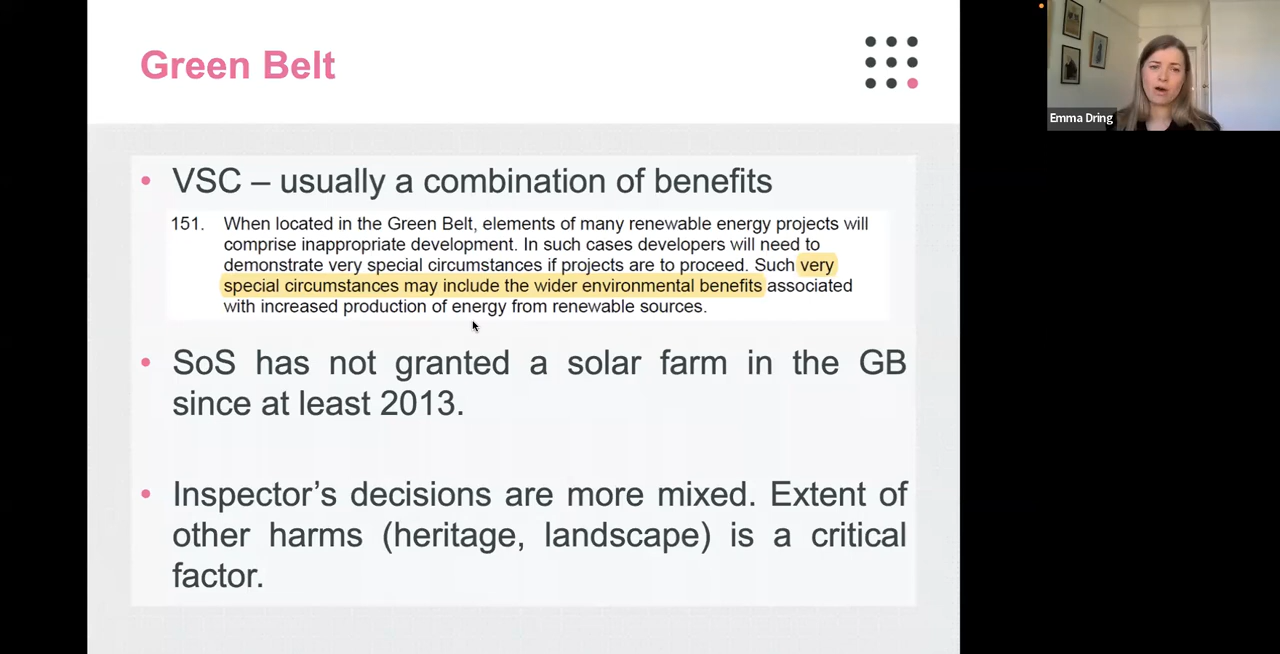 Green Belt
Emma Dring
• VSC – usually a combination of benefits
151. When located in the Green Belt, elements of many renewable energy projects will
comprise inappropriate development. In such cases developers will need to
demonstrate very special circumstances if projects are to proceed. Such very
special circumstances may include the wider environmental benefits associated
with increased production of energy from renewable sources.
• SoS has not granted a solar farm in the GB
since at least 2013.
• Inspector’s decisions are more mixed. Extent of
other harms (heritage, landscape) is a critical
factor.